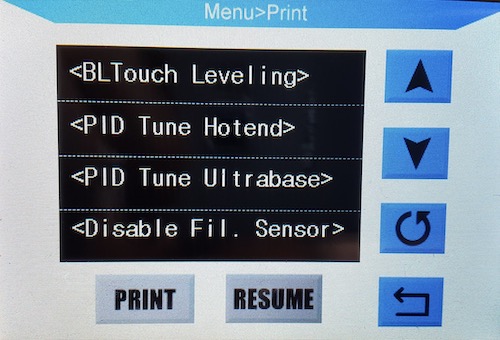 Menu>Print
<BLTouch Leveling>
<PID Tune Hotend>
<PID Tune Ultrabase>
<Disable Fil. Sensor>
PRINT RESUME